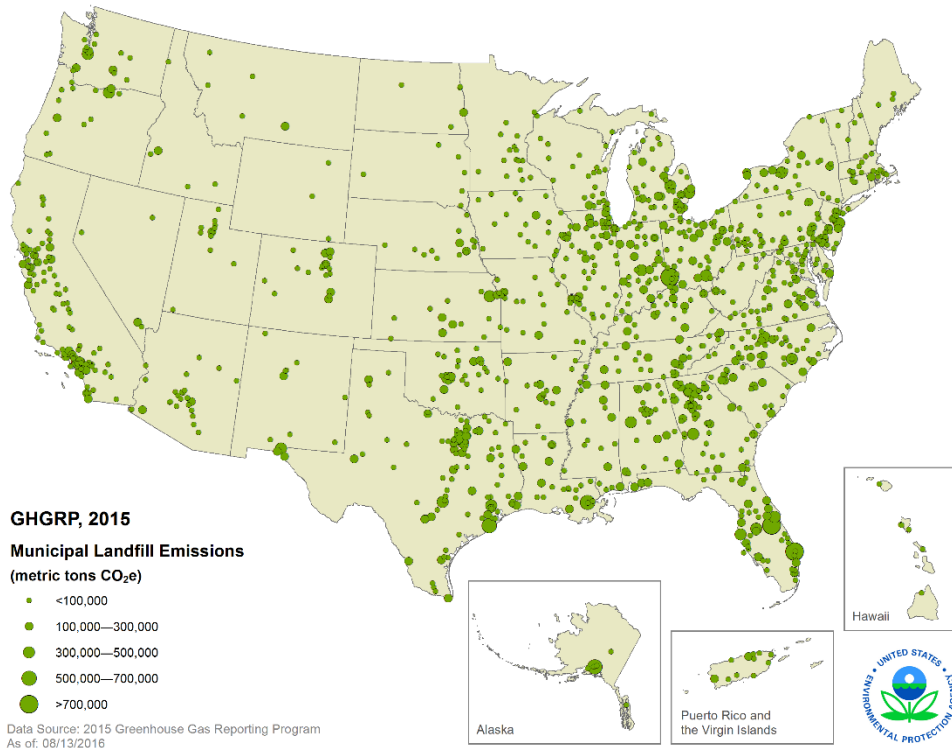 GHGRP, 2015
Municipal Landfill Emissions
(metric tons CO₂e)
<100,000
100,000—300,000
300,000—500,000
500,000—700,000
>700,000
Data Source: 2015 Greenhouse Gas Reporting Program
As of: 08/13/2016
Alaska
Puerto Rico and
the Virgin Islands
Hawaii
UNITED STATES
ENVIRONMENTAL PROTECTION AGENCY